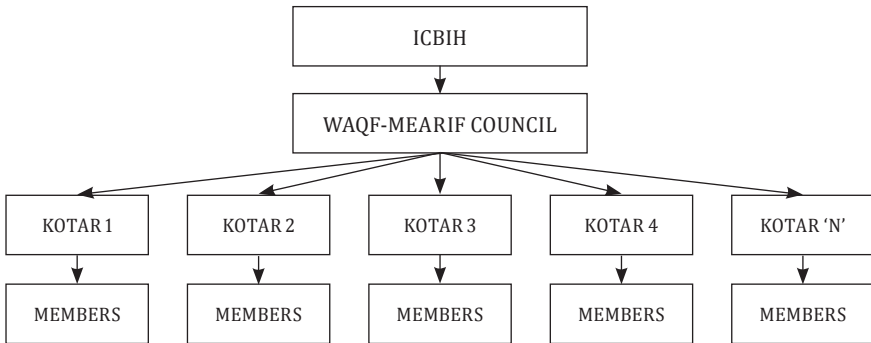 ICBIH
WAQF-MEARIF COUNCIL
KOTAR 1
KOTAR 2
KOTAR 3
KOTAR 4
KOTAR ‘N’
MEMBERS
MEMBERS
MEMBERS
MEMBERS
MEMBERS